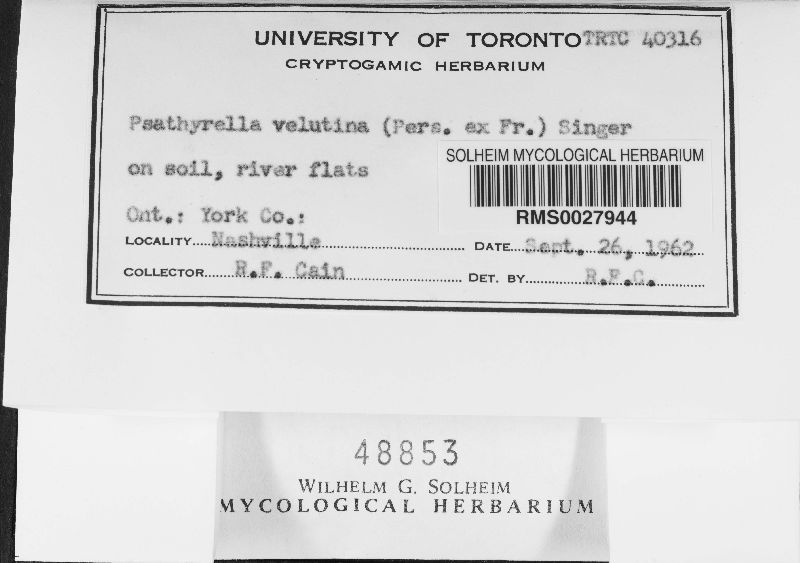 UNIVERSITY OF TORONTO TRTC 40316
CRYPTOGAMIC HERBARIUM
Psathyrella velutina (Pers. ex Fr.) Singer
on soil, river flats
SOLHEIM MYCOLOGICAL HERBARIUM
RMS0027944
Ont.: York Co.:
LOCALITY....Nashville DATE....Sept. 26, 1962
COLLECTOR....R.F. Cain DET. BY....R.F.C.
48853
WILHELM G. SOLHEIM
MYCOLOGICAL HERBARIUM